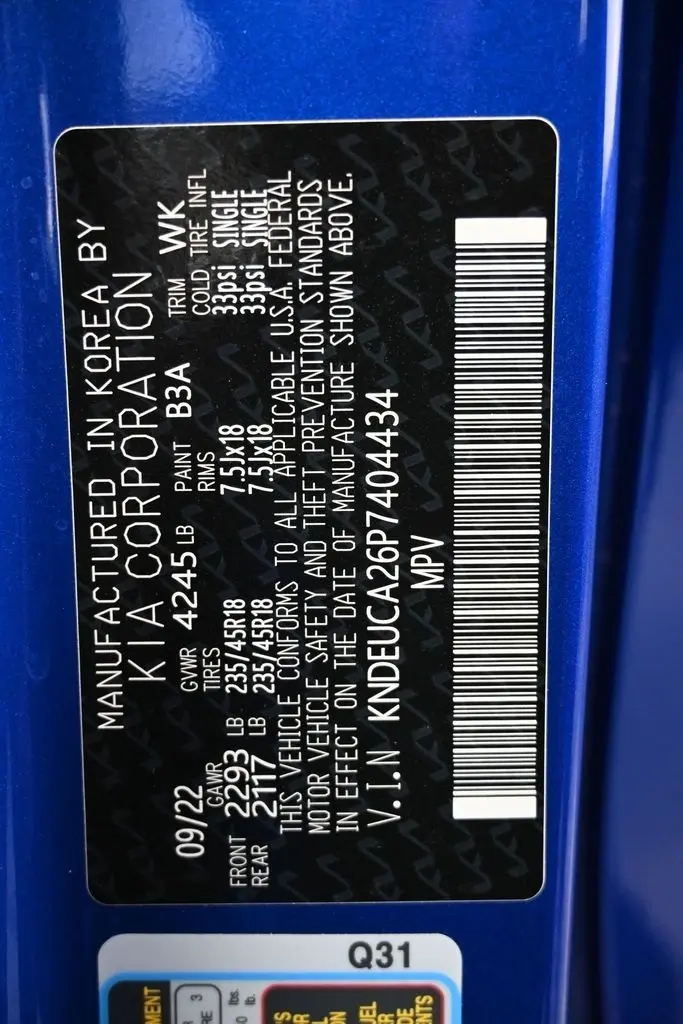 MANUFACTURED IN KOREA BY
KIA CORPORATION
09/22 GVWR 4245 LB PAINT B3A TRIM WK
GAWR TIRES RIMS COLD TIRE INFL
FRONT 2293 LB 235/45R18 7.5Jx18 33psi SINGLE
REAR 2117 LB 235/45R18 7.5Jx18 33psi SINGLE
THIS VEHICLE CONFORMS TO ALL APPLICABLE U.S.A. FEDERAL
MOTOR VEHICLE SAFETY AND THEFT PREVENTION STANDARDS
IN EFFECT ON THE DATE OF MANUFACTURE SHOWN ABOVE.
V.I.N KNDEUCA26P7404434
MPV
Q31